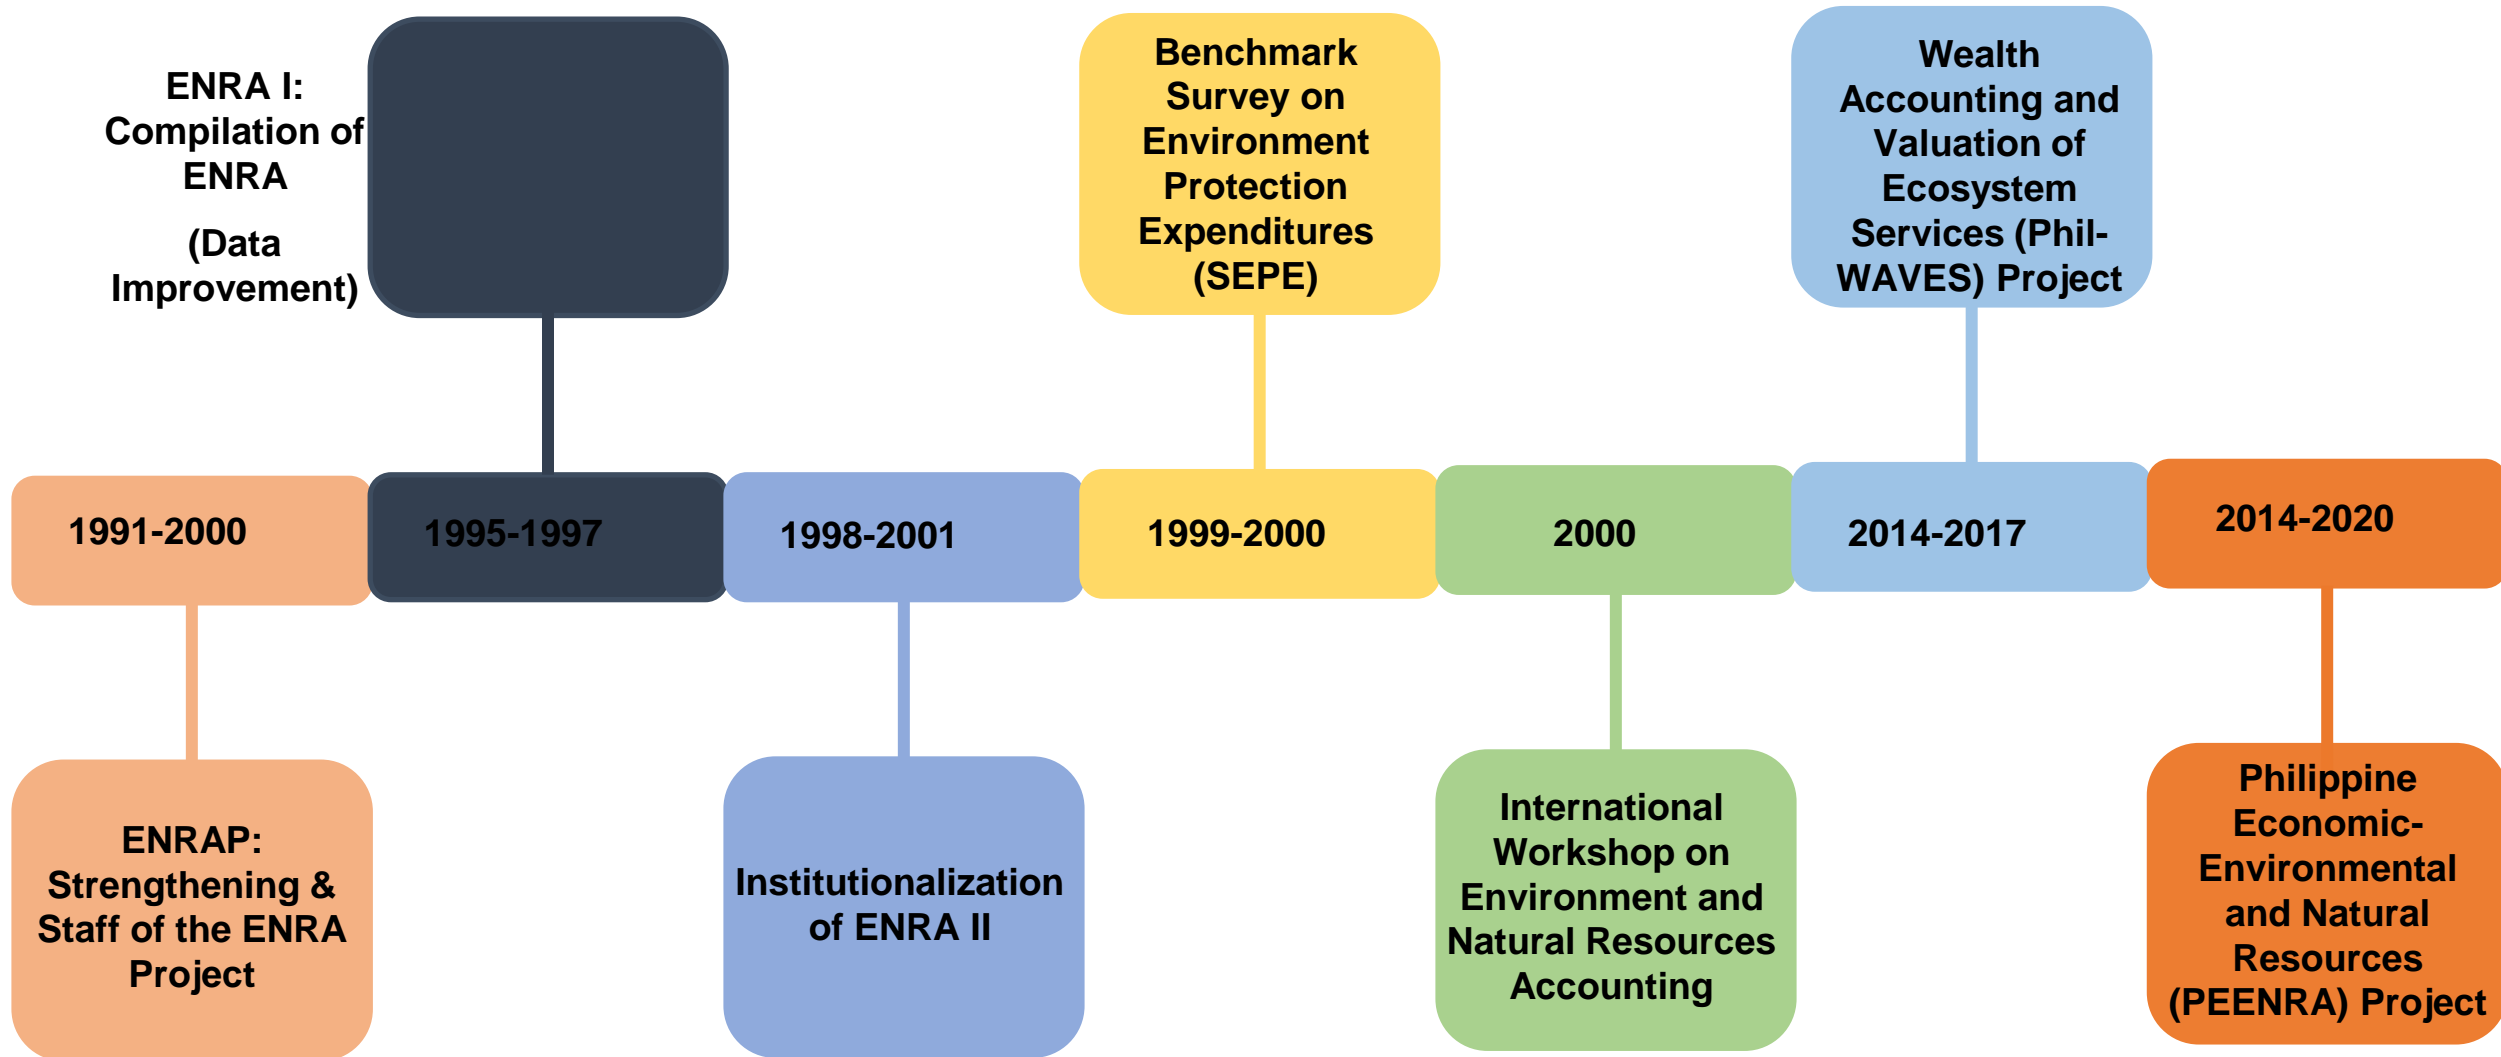 ENRA I:
Compilation of
ENRA
(Data
Improvement)
Benchmark
Survey on
Environment
Protection
Expenditures
(SEPE)
Wealth
Accounting and
Valuation of
Ecosystem
Services (Phil-
WAVES) Project
1991-2000
1995-1997
1998-2001
1999-2000
2000
2014-2017
2014-2020
ENRAP:
Strengthening &
Staff of the ENRA
Project
Institutionalization
of ENRA II
International
Workshop on
Environment and
Natural Resources
Accounting
Philippine
Economic-
Environmental
and Natural
Resources
(PEENRA) Project